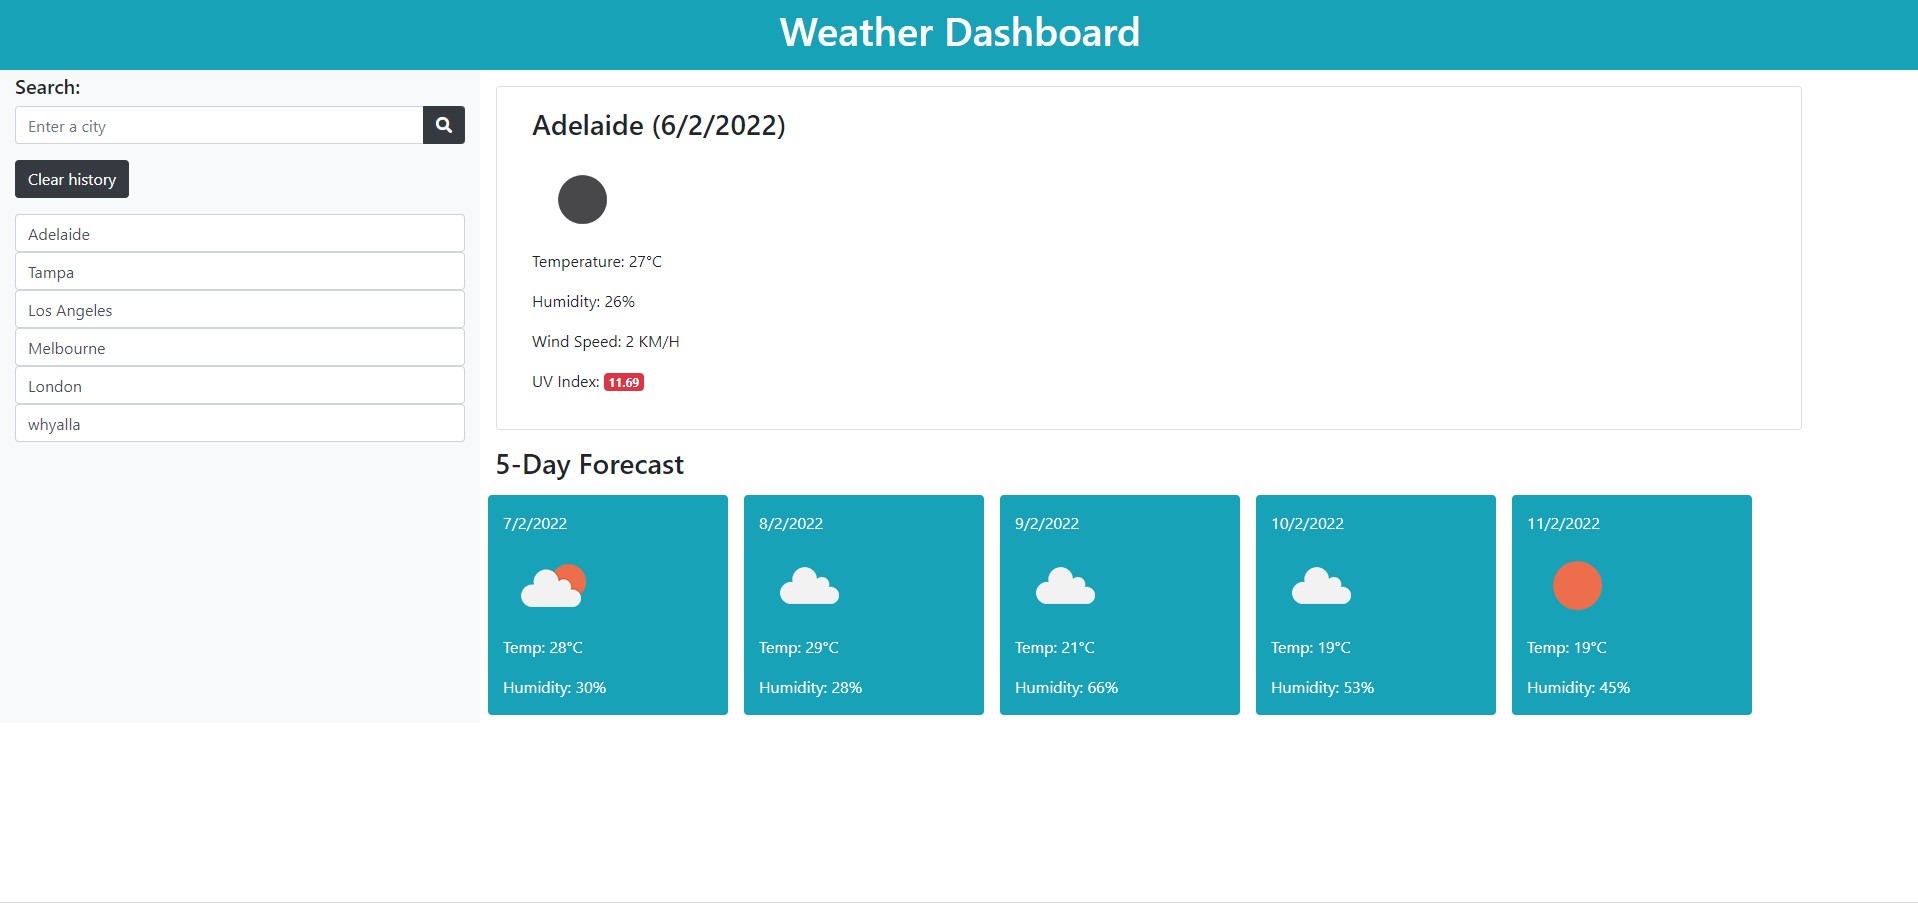 Weather Dashboard
Search:
Enter a city
Clear history
Adelaide
Tampa
Los Angeles
Melbourne
London
whyalla
Adelaide (6/2/2022)
Temperature: 27°C
Humidity: 26%
Wind Speed: 2 KM/H
UV Index: 11.69
5-Day Forecast
7/2/2022
Temp: 28°C
Humidity: 30%
8/2/2022
Temp: 29°C
Humidity: 28%
9/2/2022
Temp: 21°C
Humidity: 66%
10/2/2022
Temp: 19°C
Humidity: 53%
11/2/2022
Temp: 19°C
Humidity: 45%